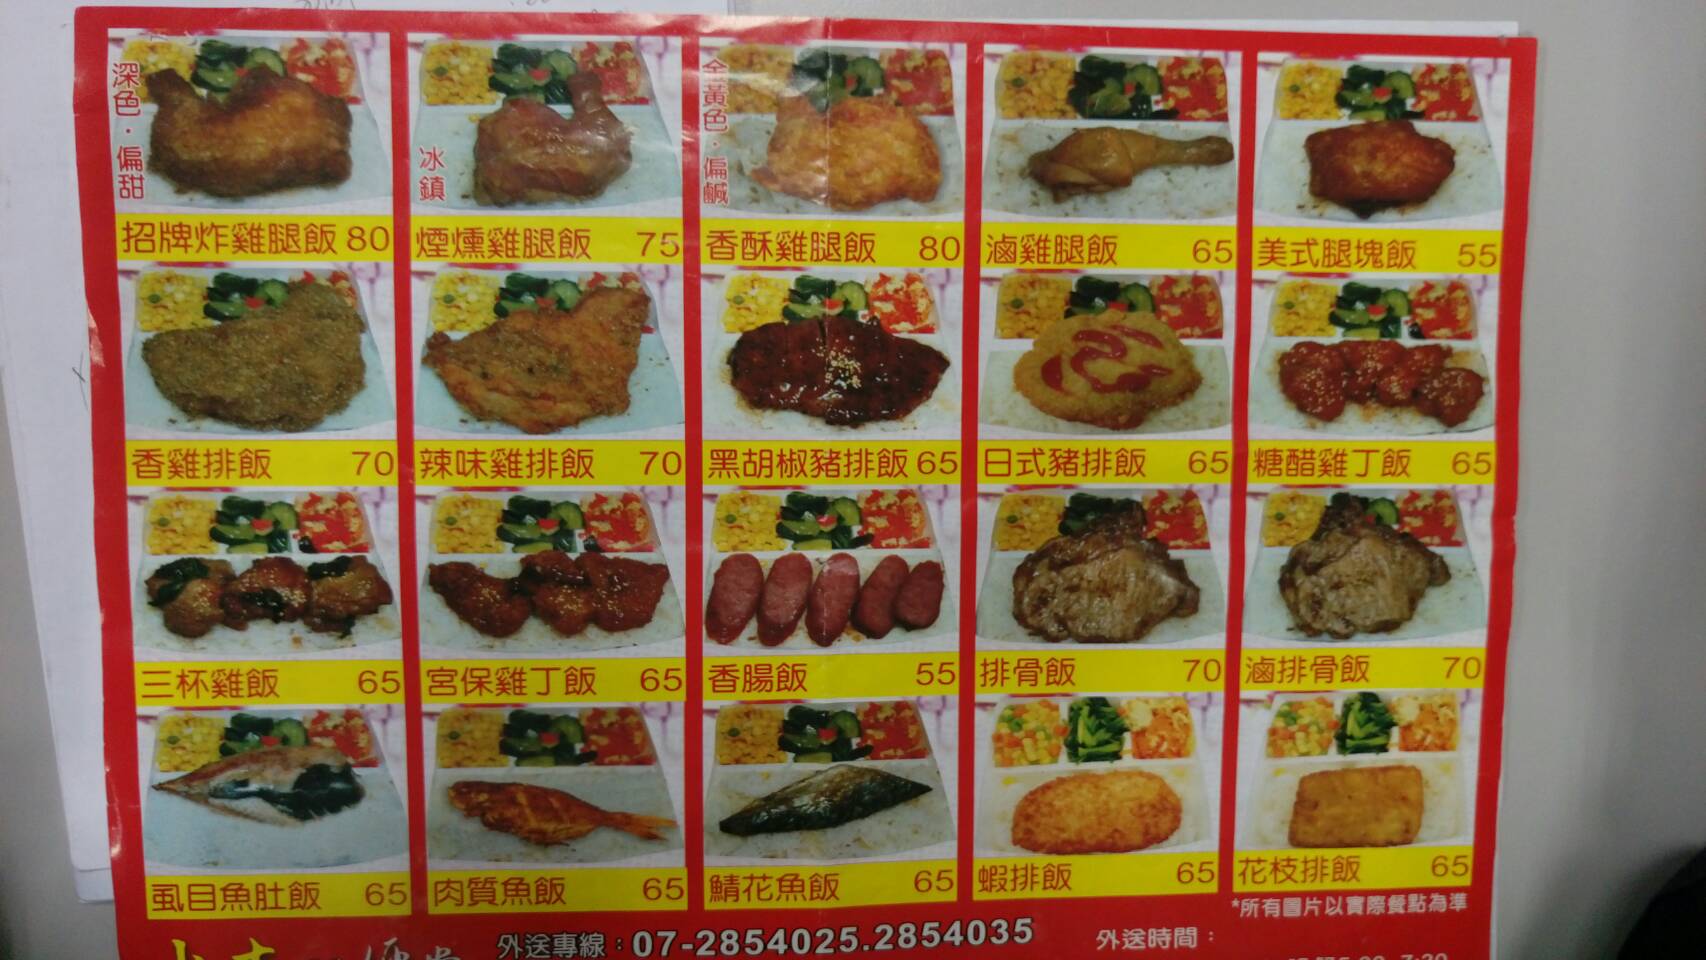 深色．偏甜
招牌炸雞腿飯 80
冰鎮
煙燻雞腿飯 75
金黃色．偏鹹
香酥雞腿飯 80
滷雞腿飯 65
美式腿塊飯 55
香雞排飯 70
辣味雞排飯 70
黑胡椒豬排飯 65
日式豬排飯 65
糖醋雞丁飯 65
三杯雞飯 65
宮保雞丁飯 65
香腸飯 55
排骨飯 70
滷排骨飯 70
虱目魚肚飯 65
肉質魚飯 65
鯖花魚飯 65
蝦排飯 65
花枝排飯 65
*所有圖片以實際餐點為準
外送專線：07-2854025.2854035
外送時間：